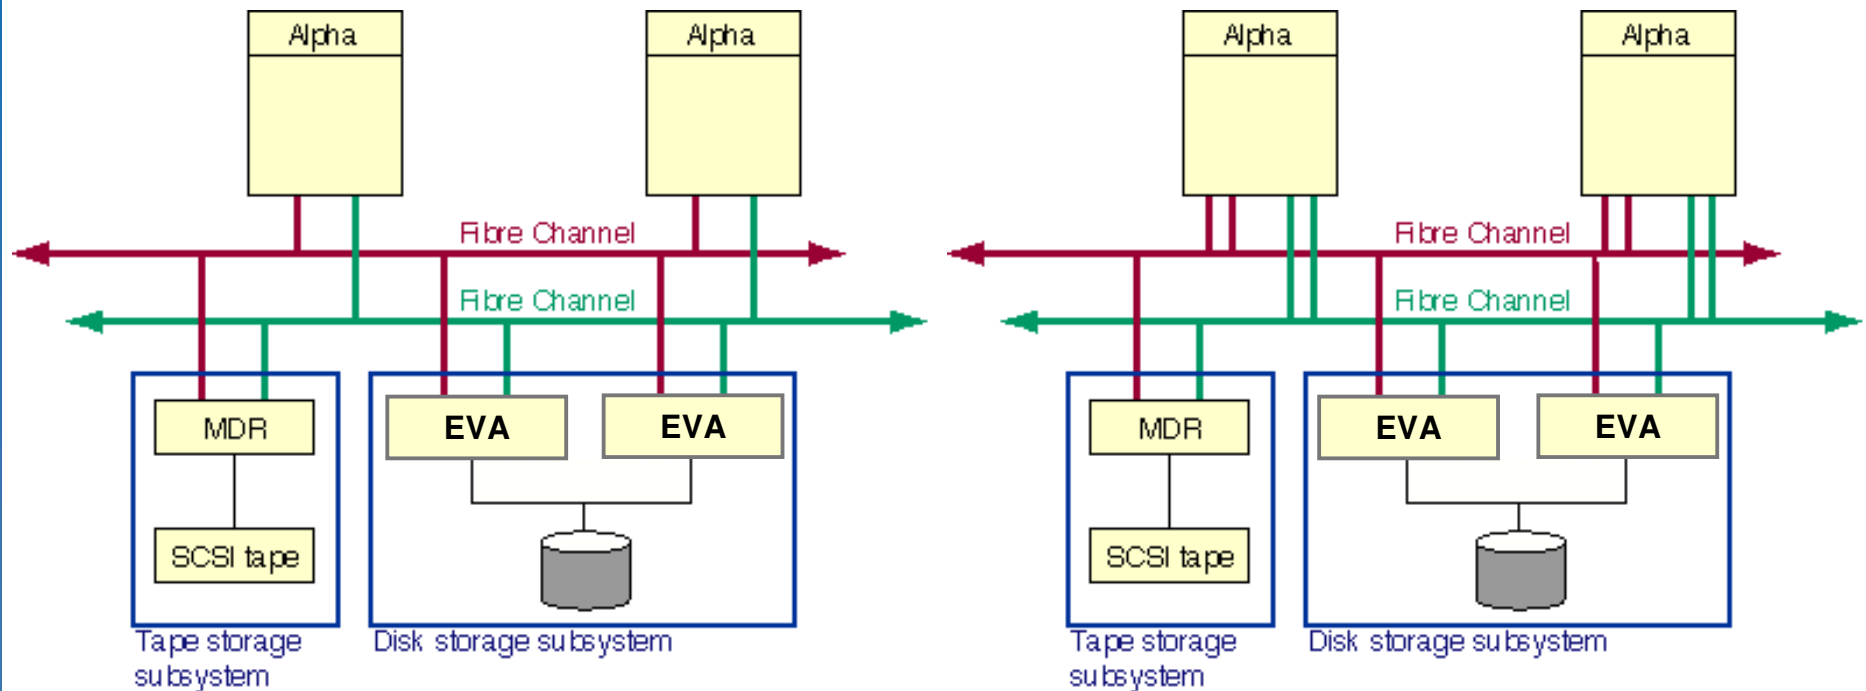 Alpha
Alpha
Fibre Channel
Fibre Channel
MDR
EVA
EVA
SCSI tape
Tape storage
subsystem
Disk storage subsystem
Alpha
Alpha
Fibre Channel
Fibre Channel
MDR
EVA
EVA
SCSI tape
Tape storage
subsystem
Disk storage subsystem